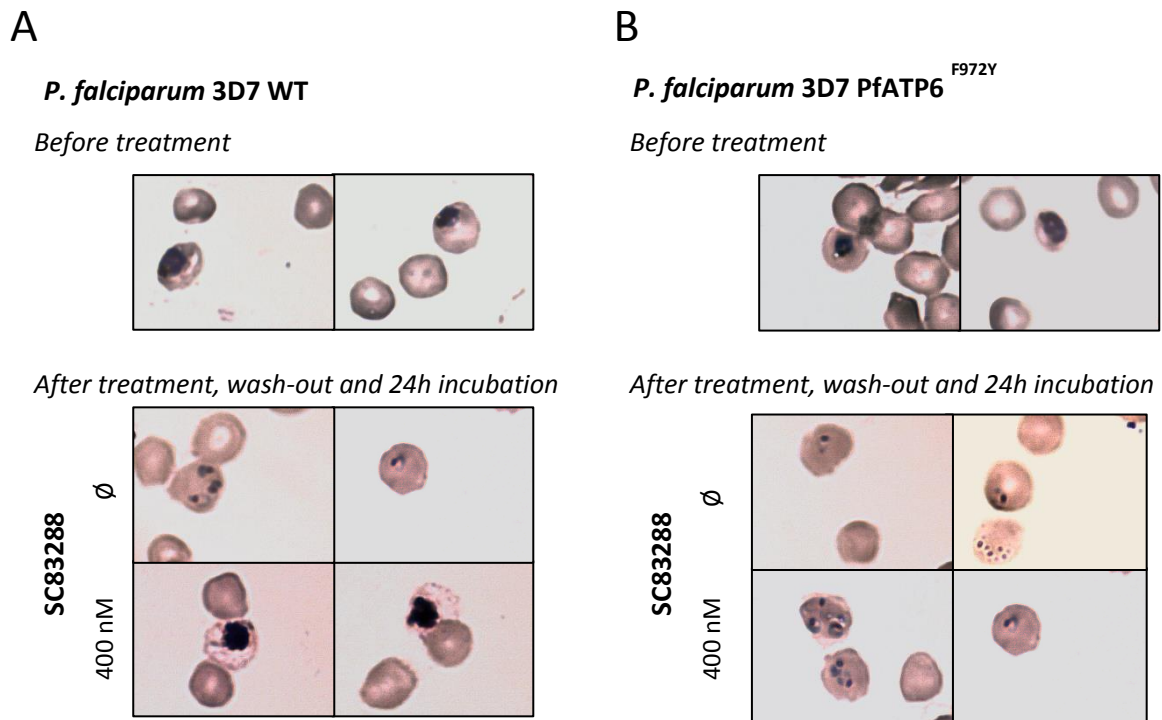 A
P. falciparum 3D7 WT
Before treatment
After treatment, wash-out and 24h incubation
SC83288
Ø
400 nM
B
P. falciparum 3D7 PfATP6 F972Y
Before treatment
After treatment, wash-out and 24h incubation
SC83288
Ø
400 nM